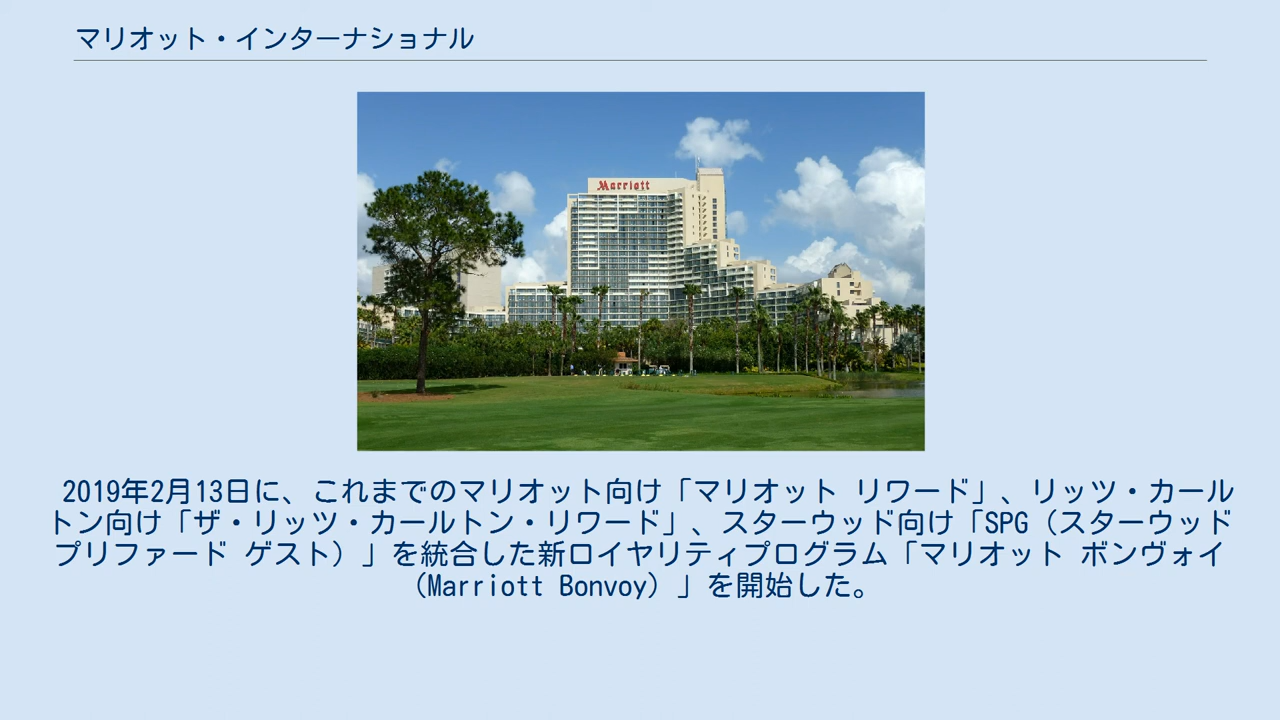 マリオット・インターナショナル
Marriott
2019年2月13日に、これまでのマリオット向け「マリオット リワード」、リッツ・カール
トン向け「ザ・リッツ・カールトン・リワード」、スターウッド向け「SPG（スターウッド
プリファード ゲスト）」を統合した新ロイヤリティプログラム「マリオット ボンヴォイ
（Marriott Bonvoy）」を開始した。